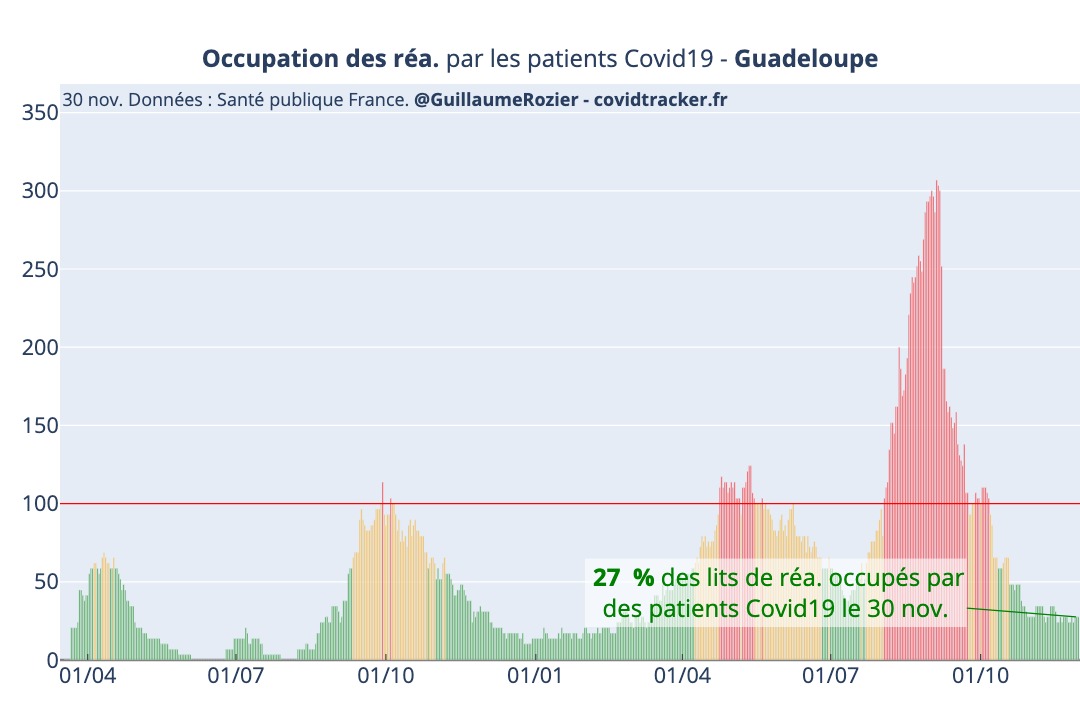 Occupation des réa. par les patients Covid19 - Guadeloupe
30 nov. Données : Santé publique France. @GuillaumeRozier - covidtracker.fr
350
300
250
200
150
100
50
0
27 % des lits de réa. occupés par
des patients Covid19 le 30 nov.
01/04 01/07 01/10 01/01 01/04 01/07 01/10